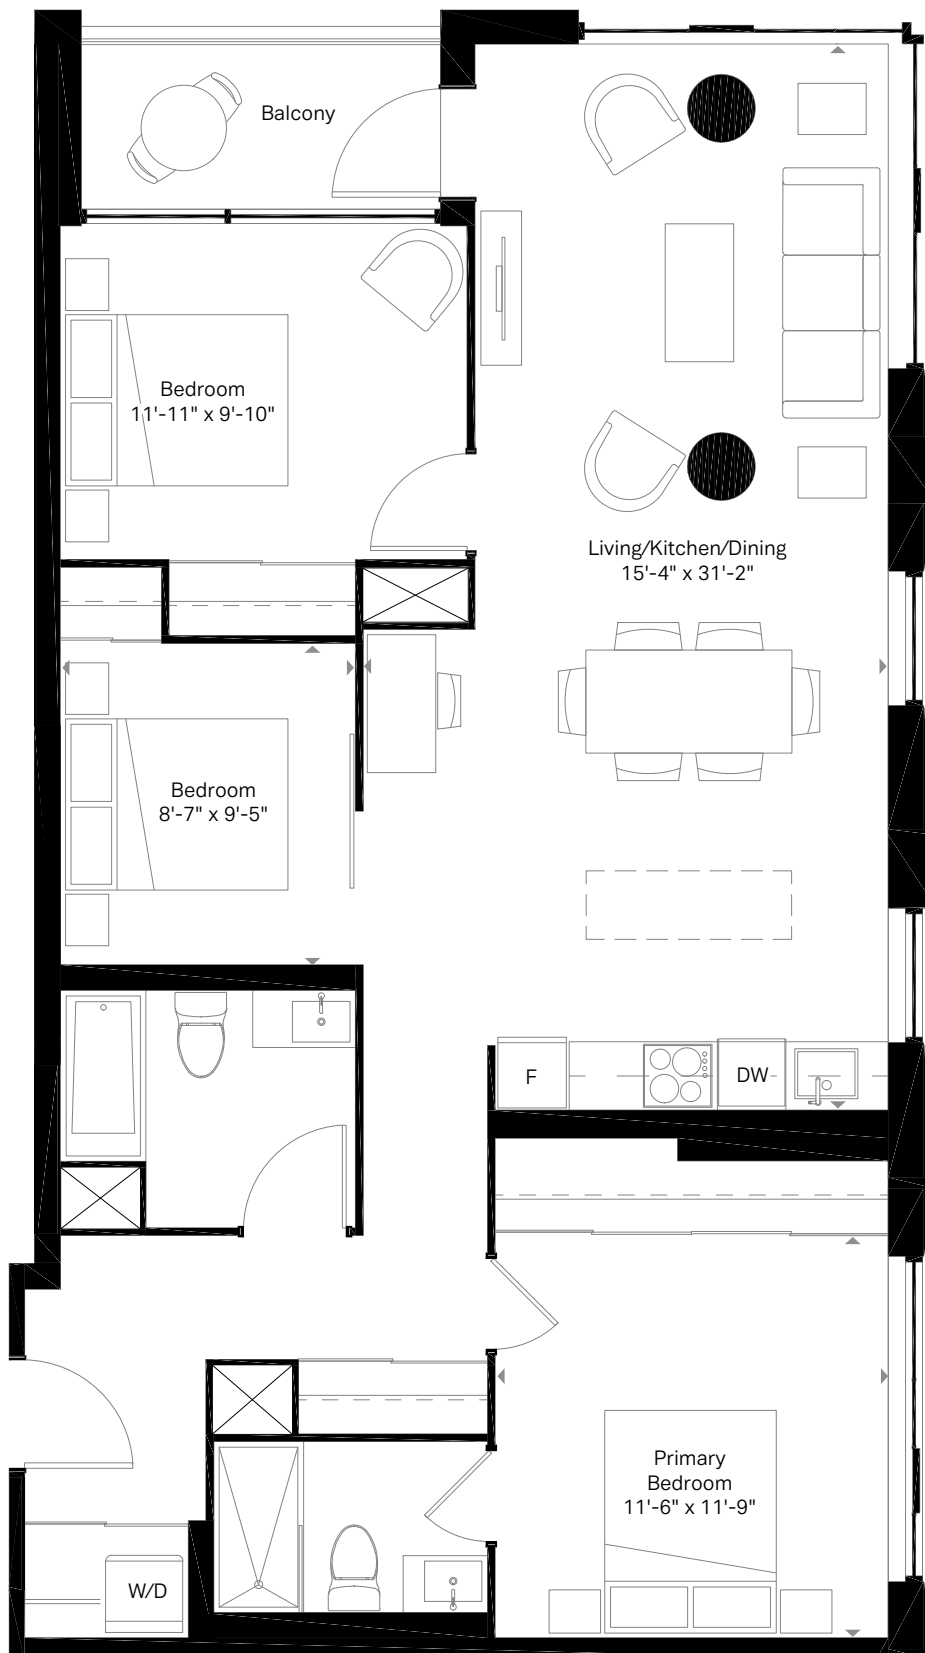 Balcony
Bedroom
11'-11" x 9'-10"
Living/Kitchen/Dining
15'-4" x 31'-2"
Bedroom
8'-7" x 9'-5"
F
DW
Primary
Bedroom
11'-6" x 11'-9"
W/D